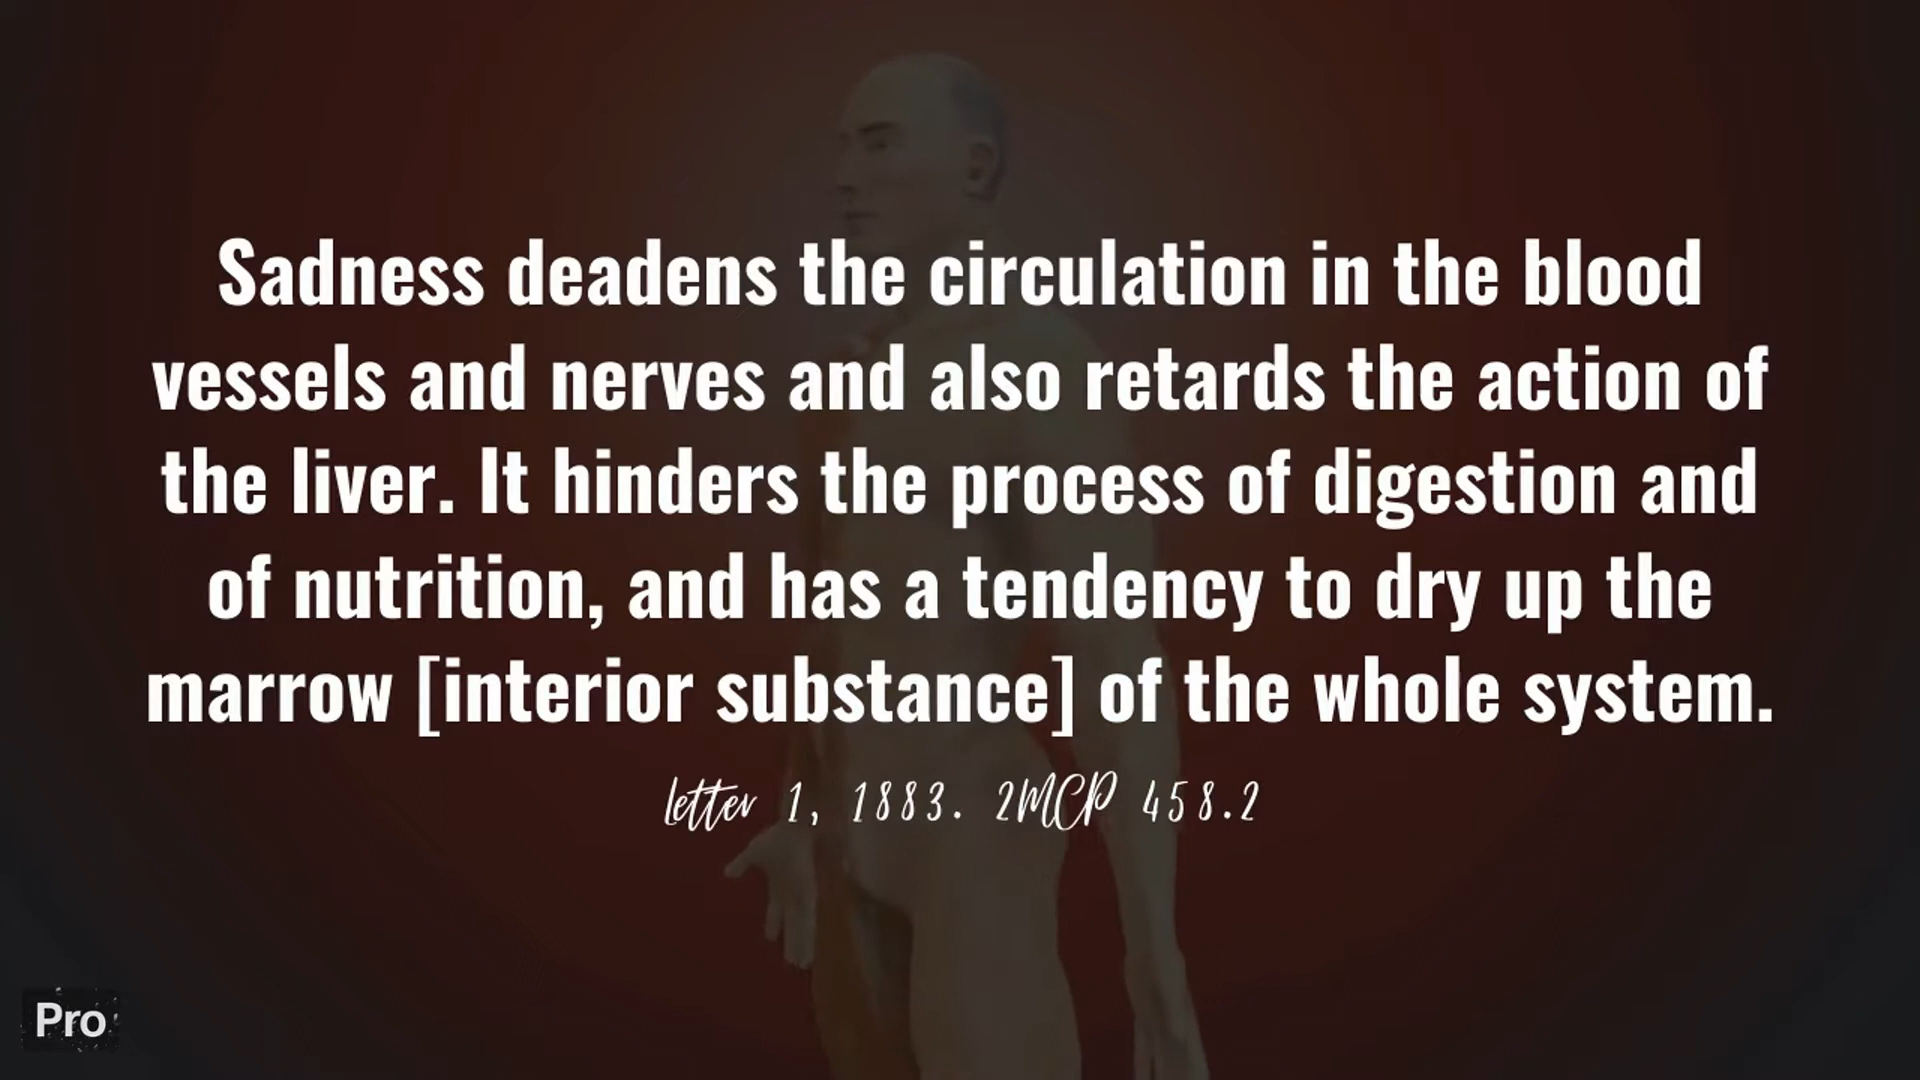 Sadness deadens the circulation in the blood
vessels and nerves and also retards the action of
the liver. It hinders the process of digestion and
of nutrition, and has a tendency to dry up the
marrow [interior substance] of the whole system.
letter 1, 1883. 2MCP 458.2
Pro